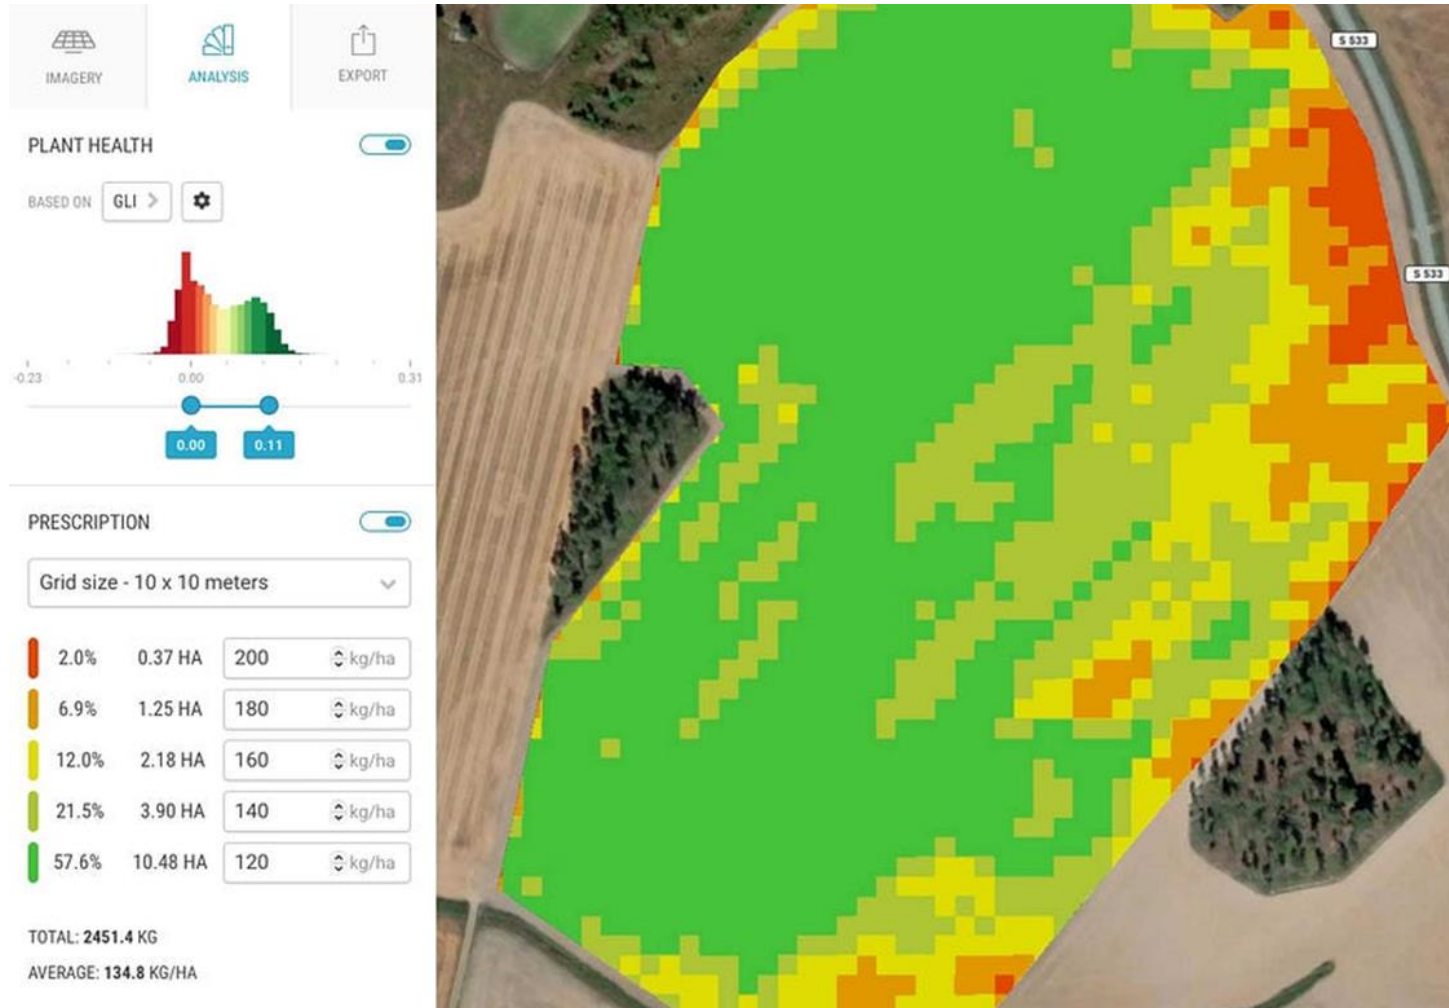 IMAGERY
ANALYSIS
EXPORT
PLANT HEALTH
BASED ON GLI
-0.23 0.00 0.31
0.00 0.11
PRESCRIPTION
Grid size - 10 x 10 meters
2.0% 0.37 HA 200 kg/ha
6.9% 1.25 HA 180 kg/ha
12.0% 2.18 HA 160 kg/ha
21.5% 3.90 HA 140 kg/ha
57.6% 10.48 HA 120 kg/ha
TOTAL: 2451.4 KG
AVERAGE: 134.8 KG/HA
S 533
S 533